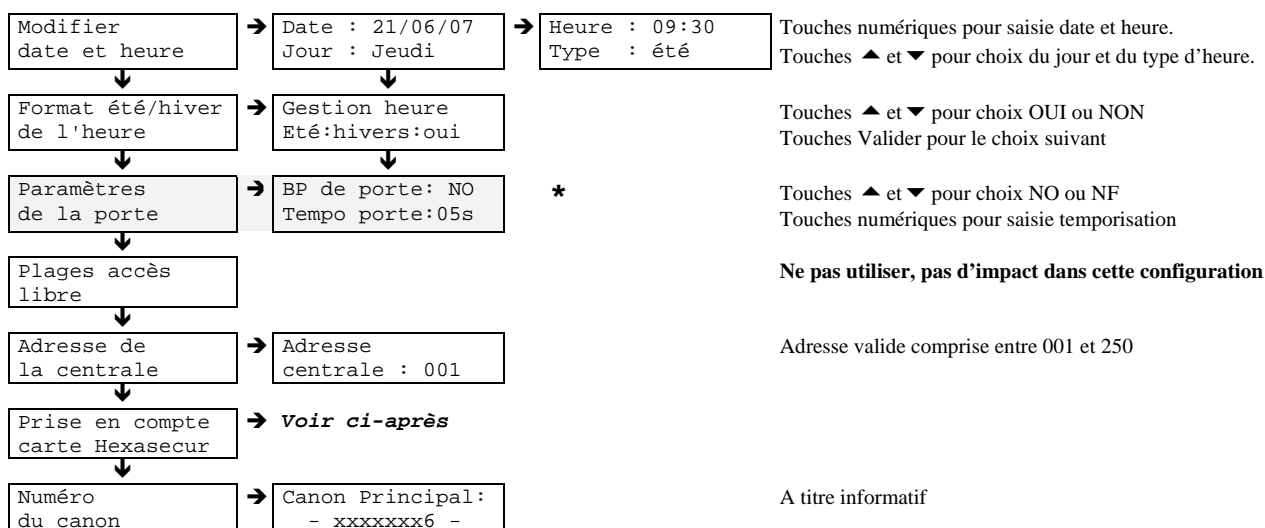 Modifier
date et heure
Date : 21/06/07
Jour : Jeudi
Heure : 09:30
Type : été
Touches numériques pour saisie date et heure.
Touches ▲ et ▼ pour choix du jour et du type d'heure.
Format été/hiver
de l'heure
Gestion heure
Eté:hivers:oui
Touches ▲ et ▼ pour choix OUI ou NON
Touches Valider pour le choix suivant
Paramètres
de la porte
BP de porte: NO
Tempo porte:05s
*
Touches ▲ et ▼ pour choix NO ou NF
Touches numériques pour saisie temporisation
Plages accès
libre
Ne pas utiliser, pas d'impact dans cette configuration
Adresse de
la centrale
Adresse
centrale : 001
Adresse valide comprise entre 001 et 250
Prise en compte
carte Hexasecur
Voir ci-après
Numéro
du canon
Canon Principal:
- xxxxxxx6 -
A titre informatif